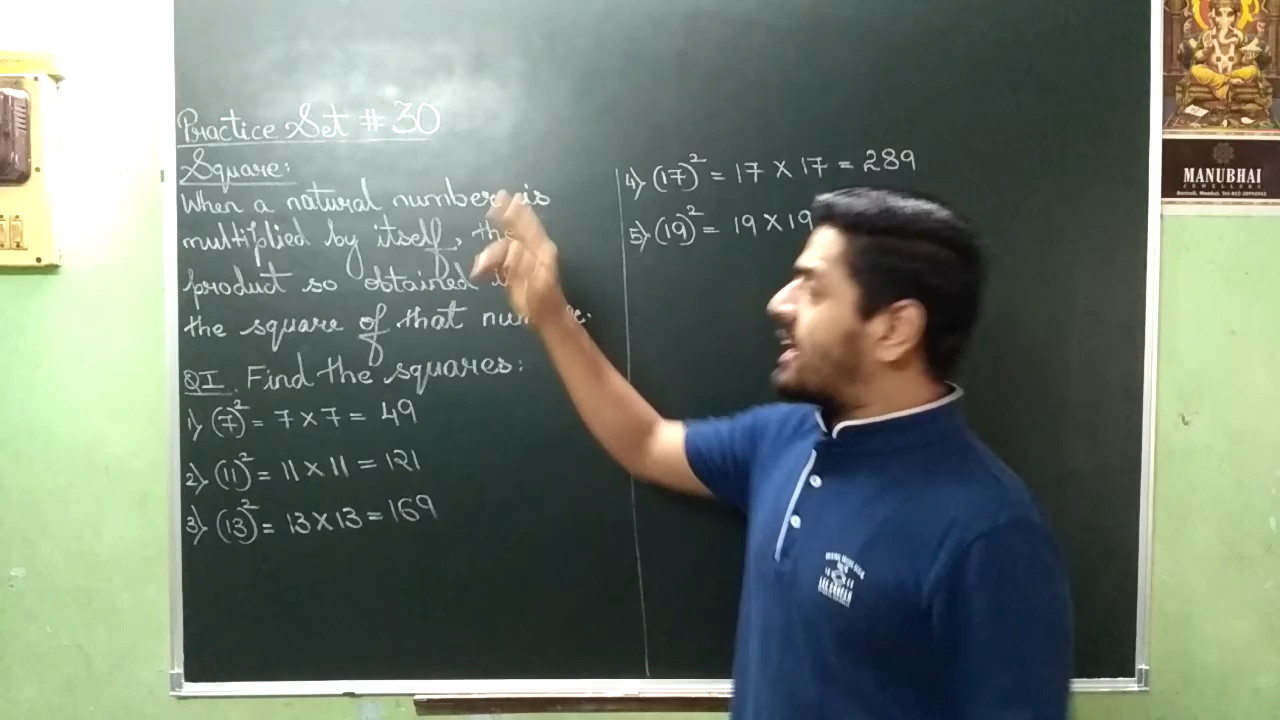 Practice Set # 30
Square:
When a natural number is
multiplied by itself, the
product so obtained is
the square of that number.
QI. Find the squares:
1) (7)² = 7 × 7 = 49
2) (11)² = 11 × 11 = 121
3) (13)² = 13 × 13 = 169
4) (17)² = 17 × 17 = 289
5) (19)² = 19 × 19
MANUBHAI
JEWELLERS